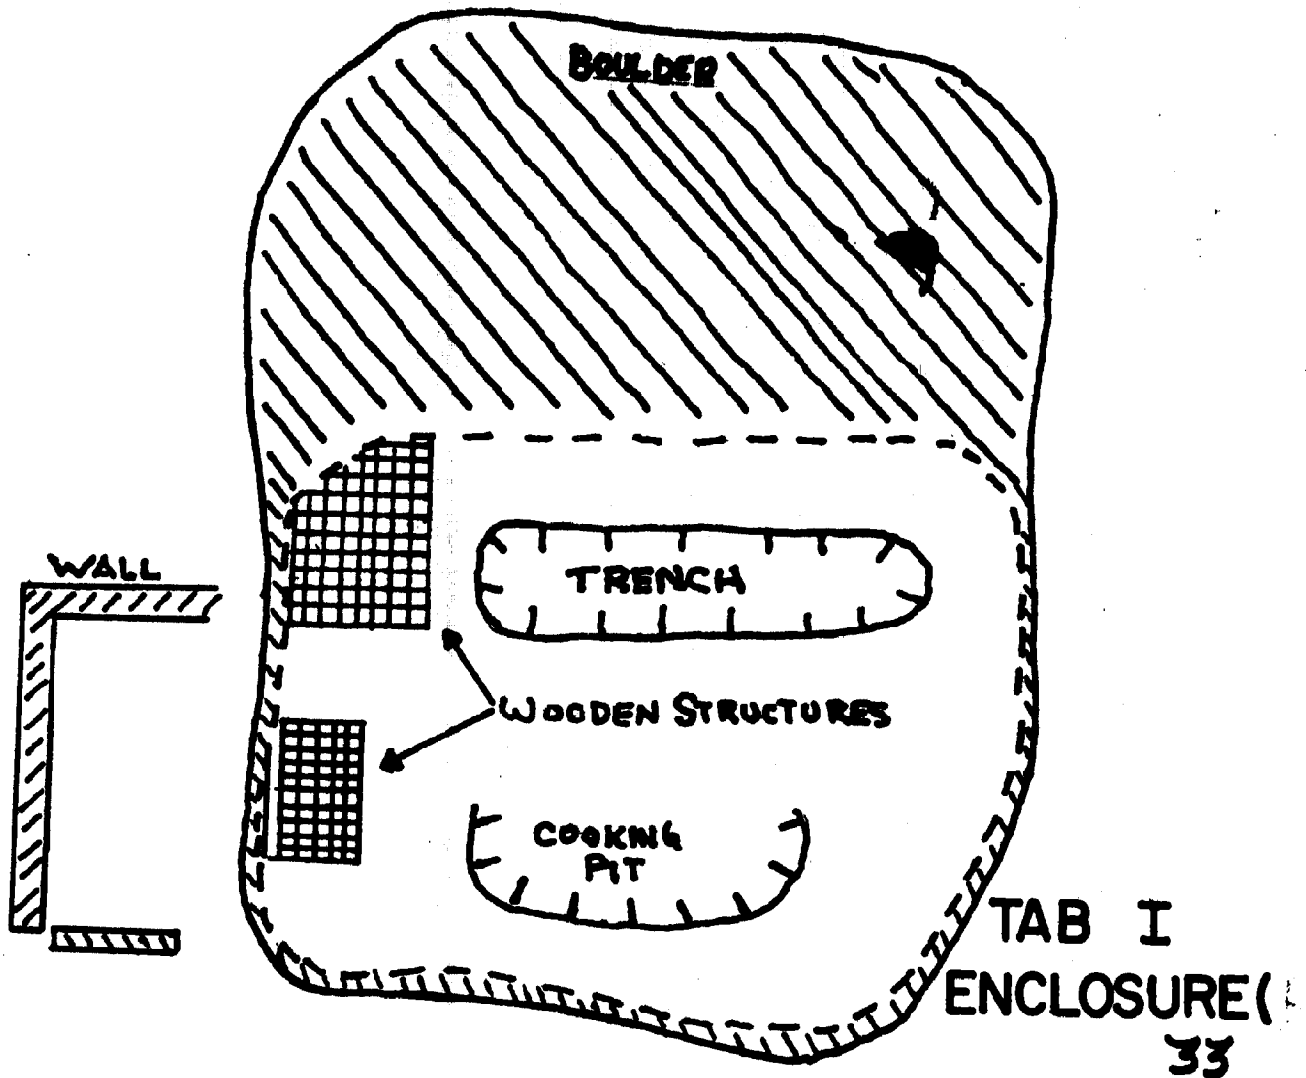 BOULDER
WALL
TRENCH
WOODEN STRUCTURES
COOKING
PIT
TAB I
ENCLOSURE(
33